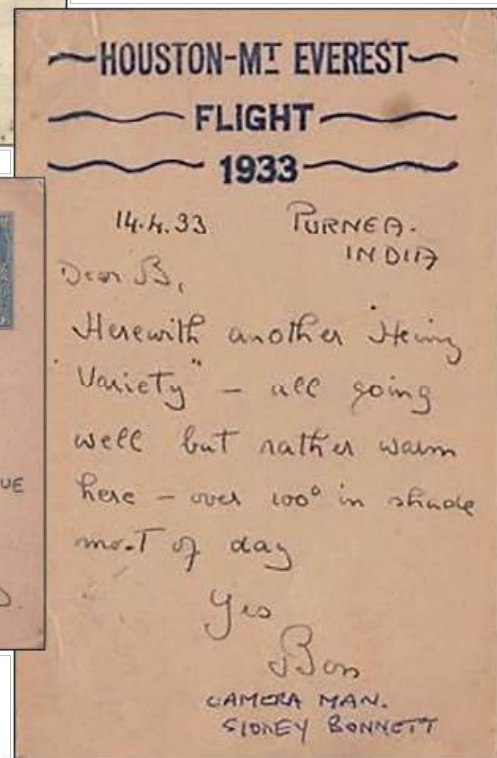 HOUSTON-MT EVEREST
FLIGHT
1933
14.4.33 PURNEA.
INDIA
Dear B,
Herewith another "Heinz
Variety" – all going
well but rather warm
here – over 100° in shade
most of day
Yrs
Bon
CAMERA MAN.
SIDNEY BONNETT
UE